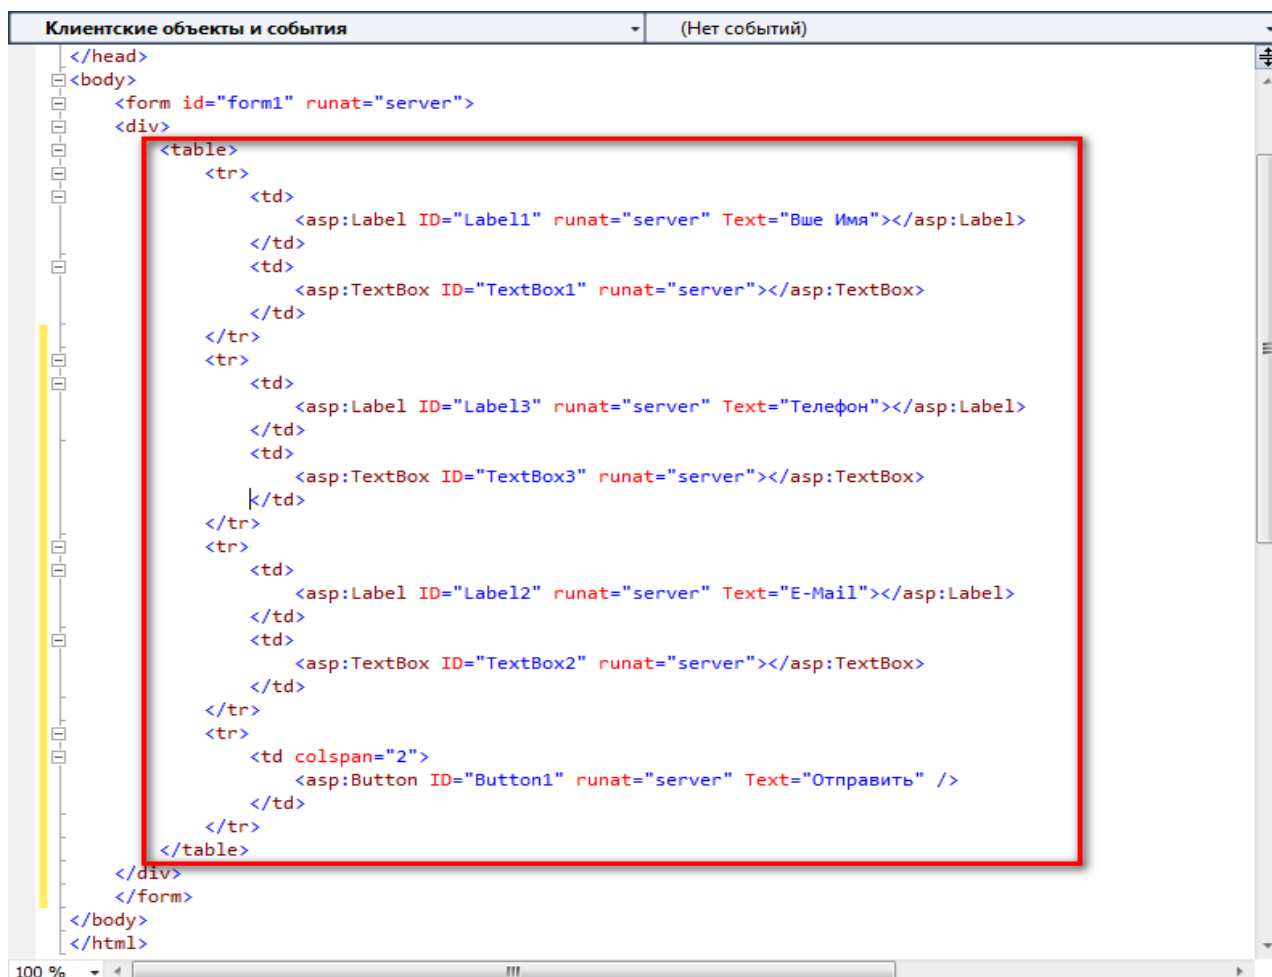 Клиентские объекты и события (Нет событий)
</head>
<body>
<form id="form1" runat="server">
<div>
<table>
<tr>
<td>
<asp:Label ID="Label1" runat="server" Text="Вше Имя"></asp:Label>
</td>
<td>
<asp:TextBox ID="TextBox1" runat="server"></asp:TextBox>
</td>
</tr>
<tr>
<td>
<asp:Label ID="Label3" runat="server" Text="Телефон"></asp:Label>
</td>
<td>
<asp:TextBox ID="TextBox3" runat="server"></asp:TextBox>
</td>
</tr>
<tr>
<td>
<asp:Label ID="Label2" runat="server" Text="E-Mail"></asp:Label>
</td>
<td>
<asp:TextBox ID="TextBox2" runat="server"></asp:TextBox>
</td>
</tr>
<tr>
<td colspan="2">
<asp:Button ID="Button1" runat="server" Text="Отправить" />
</td>
</tr>
</table>
</div>
</form>
</body>
</html>
100 %